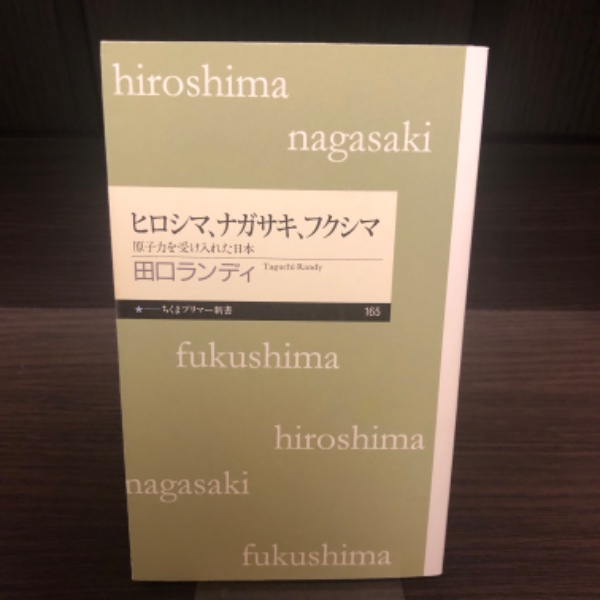 hiroshima
nagasaki
ヒロシマ、ナガサキ、フクシマ
原子力を受け入れた日本
田口ランディ Taguchi Randy
★──ちくまプリマー新書 165
fukushima
hiroshima
nagasaki
fukushima